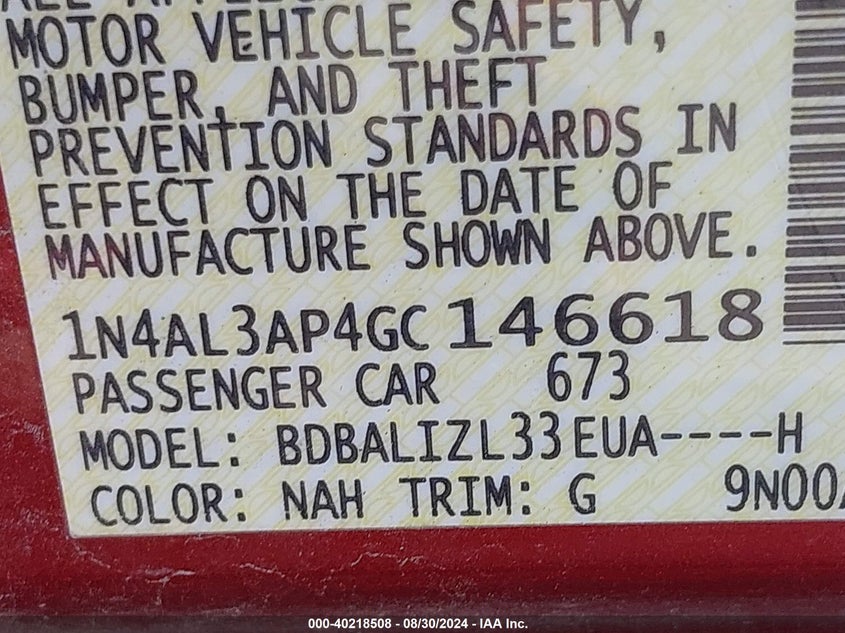 MOTOR VEHICLE SAFETY,
BUMPER, AND THEFT
PREVENTION STANDARDS IN
EFFECT ON THE DATE OF
MANUFACTURE SHOWN ABOVE.
1N4AL3AP4GC146618
PASSENGER CAR 673
MODEL: BDBALIZL33EUA----H
COLOR: NAH TRIM: G 9N00
000-40218508 - 08/30/2024 - IAA Inc.